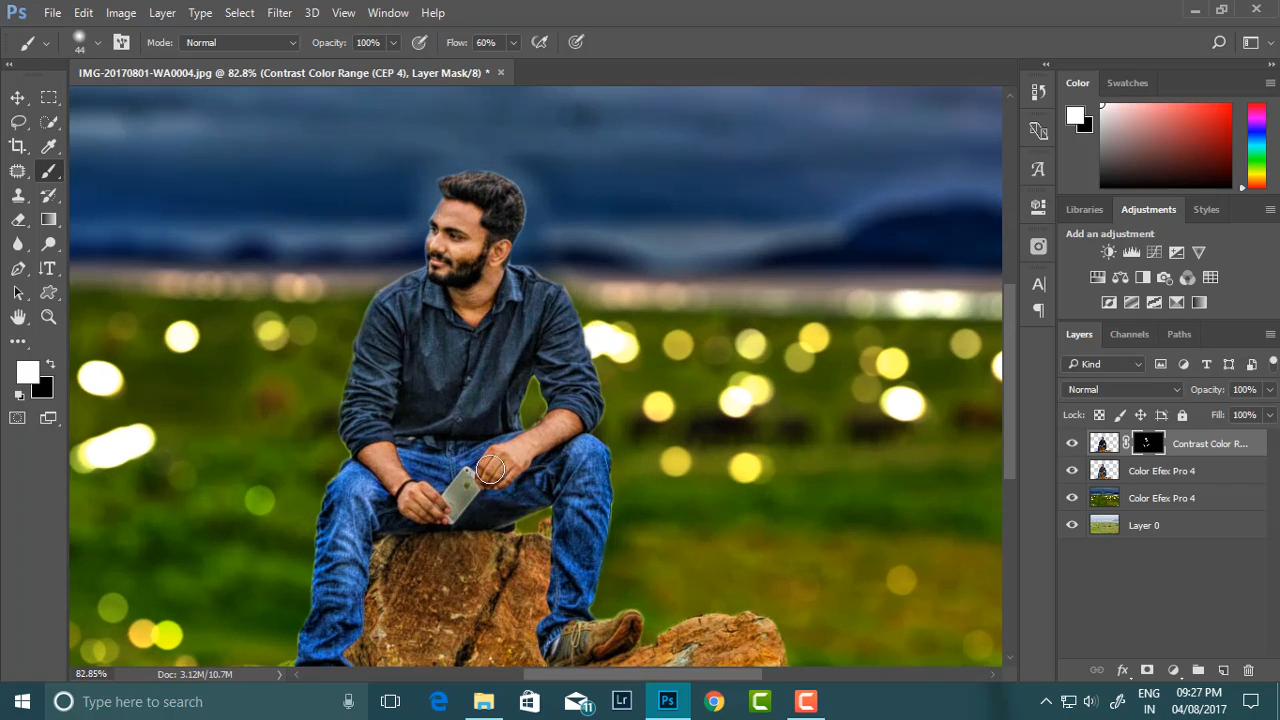 Ps File Edit Image Layer Type Select Filter 3D View Window Help
44 Mode: Normal Opacity: 100% Flow: 60%
IMG-20170801-WA0004.jpg @ 82.8% (Contrast Color Range (CEP 4), Layer Mask/8) *
Color Swatches
Libraries Adjustments Styles
Add an adjustment
Layers Channels Paths
Kind
Normal Opacity: 100%
Lock: Fill: 100%
Contrast Color R...
Color Efex Pro 4
Color Efex Pro 4
Layer 0
82.85% Doc: 3.12M/10.7M
Type here to search
11
Lr
Ps
ENG
IN
09:27 PM
04/08/2017